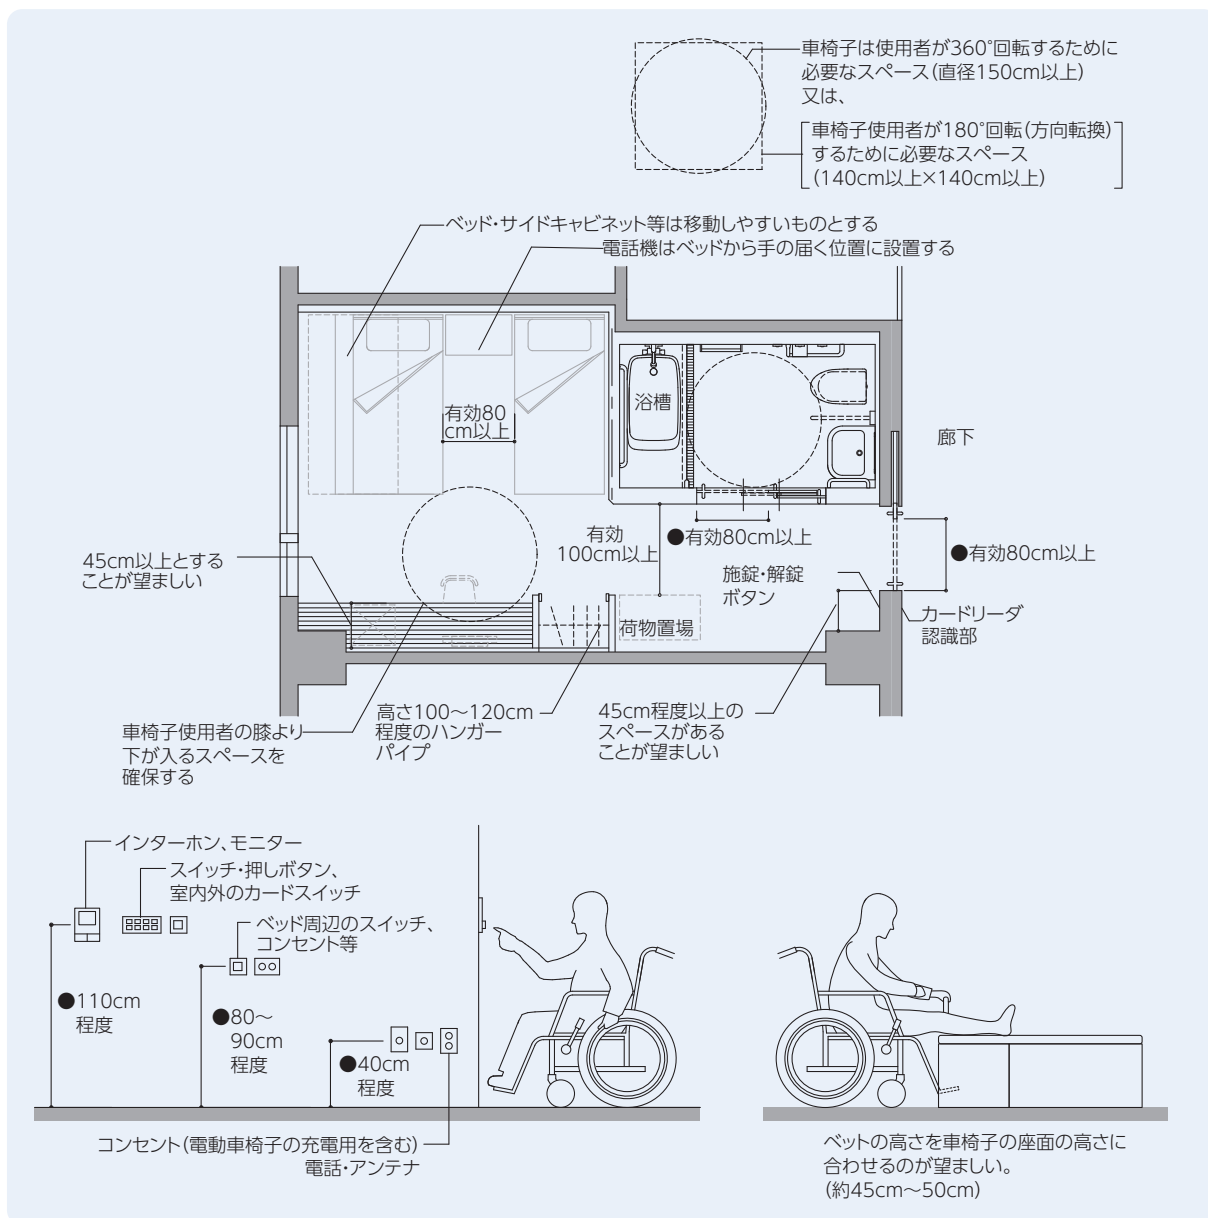 車椅子は使用者が360°回転するために
必要なスペース(直径150cm以上)
又は、
車椅子使用者が180°回転(方向転換)
するために必要なスペース
(140cm以上×140cm以上)
ベッド・サイドキャビネット等は移動しやすいものとする
電話機はベッドから手の届く位置に設置する
有効80
cm以上
浴槽
廊下
有効
100cm以上
●有効80cm以上
●有効80cm以上
45cm以上とする
ことが望ましい
施錠・解錠
ボタン
荷物置場
カードリーダ
認識部
車椅子使用者の膝より
下が入るスペースを
確保する
高さ100〜120cm
程度のハンガー
パイプ
45cm程度以上の
スペースがある
ことが望ましい
インターホン、モニター
スイッチ・押しボタン、
室内外のカードスイッチ
ベッド周辺のスイッチ、
コンセント等
●110cm
程度
●80〜
90cm
程度
●40cm
程度
コンセント(電動車椅子の充電用を含む)
電話・アンテナ
ベットの高さを車椅子の座面の高さに
合わせるのが望ましい。
(約45cm〜50cm)